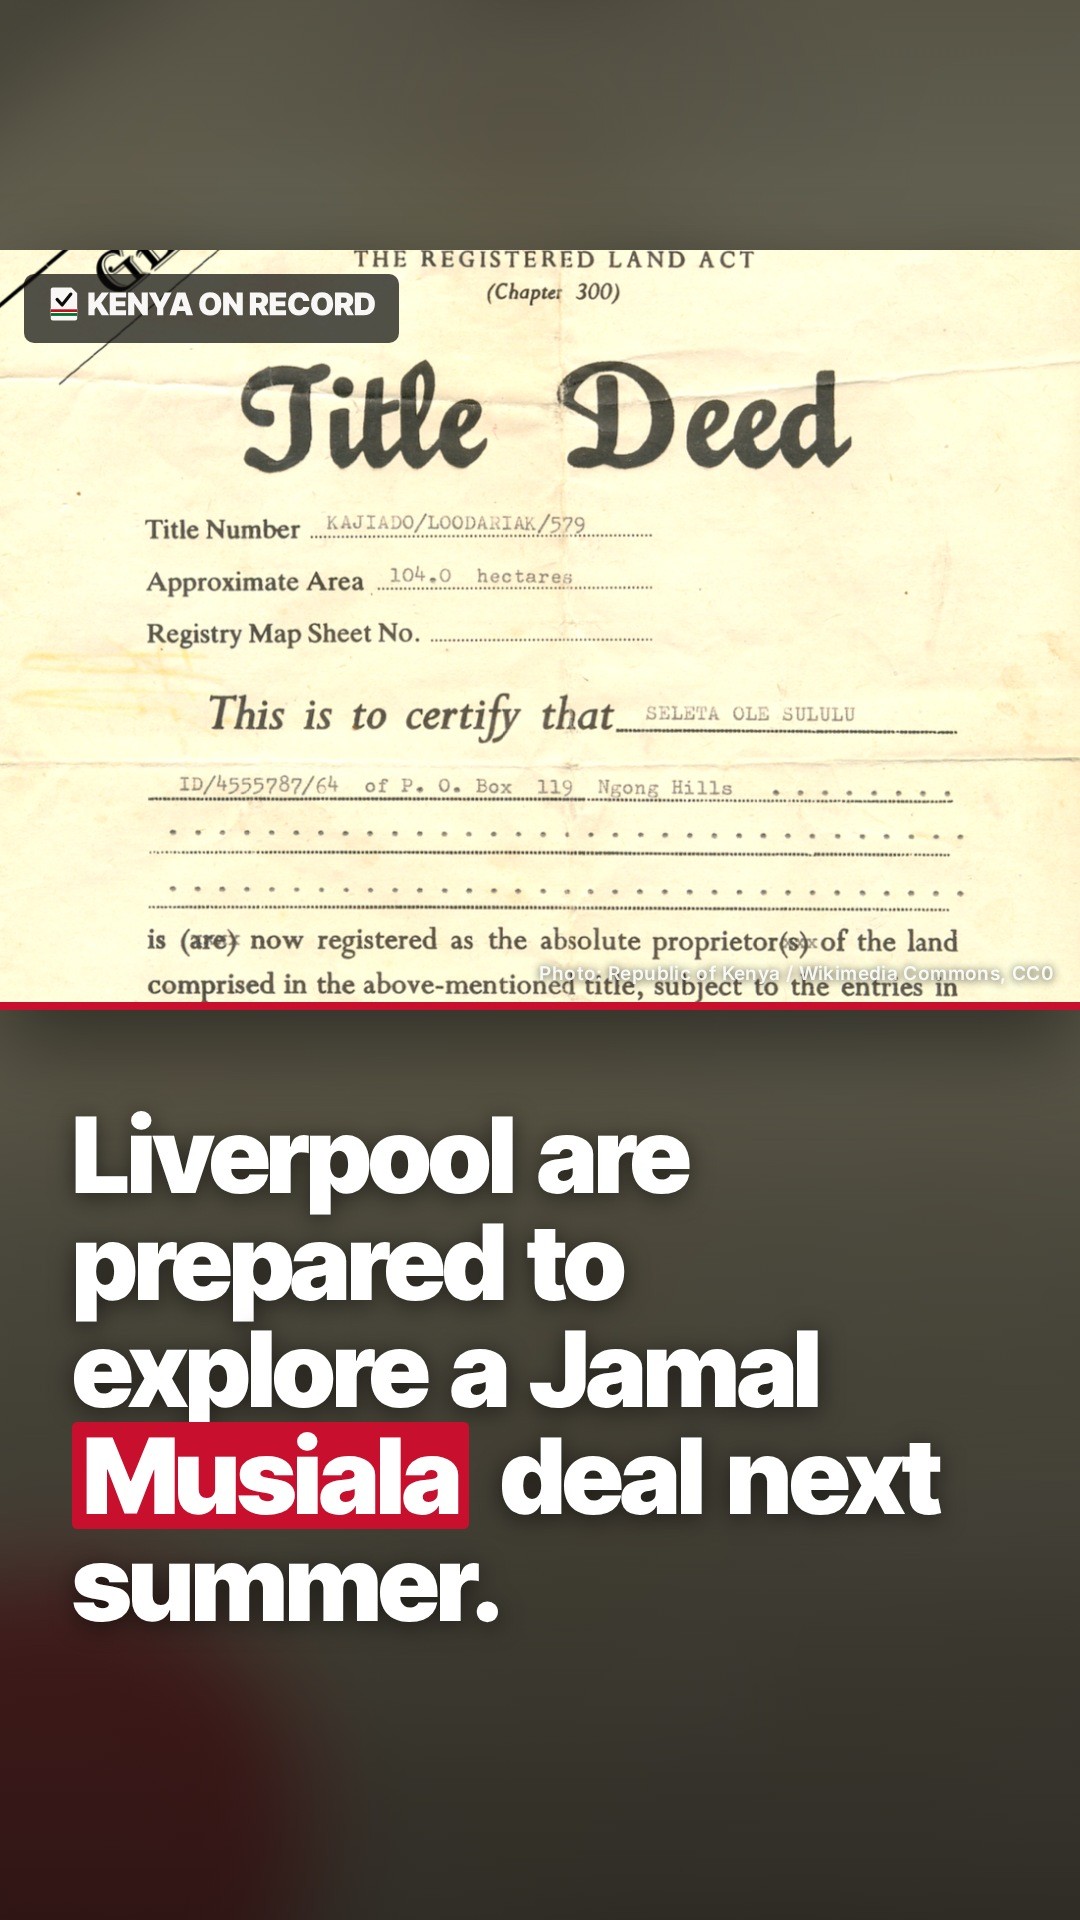 THE REGISTERED LAND ACT
(Chapter 300)
KENYA ON RECORD
Title Deed
Title Number KAJIADO/LOODARIAK/579
Approximate Area 104.0 hectares
Registry Map Sheet No.
This is to certify that SELETA OLE SULULU
ID/4555787/64 of P. O. Box 119 Ngong Hills
is (are) now registered as the absolute proprietor(s) of the land
Photo: Republic of Kenya / Wikimedia Commons, CC0
comprised in the above-mentioned title, subject to the entries in
Liverpool are
prepared to
explore a Jamal
Musiala deal next
summer.